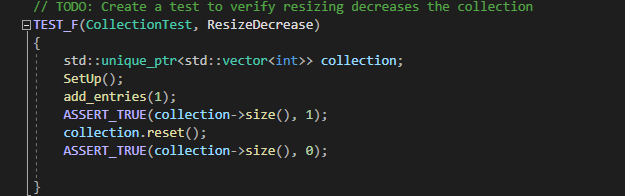 // TODO: Create a test to verify resizing decreases the collection
TEST_F(CollectionTest, ResizeDecrease)
{
std::unique_ptr<std::vector<int>> collection;
SetUp();
add_entries(1);
ASSERT_TRUE(collection->size(), 1);
collection.reset();
ASSERT_TRUE(collection->size(), 0);
}